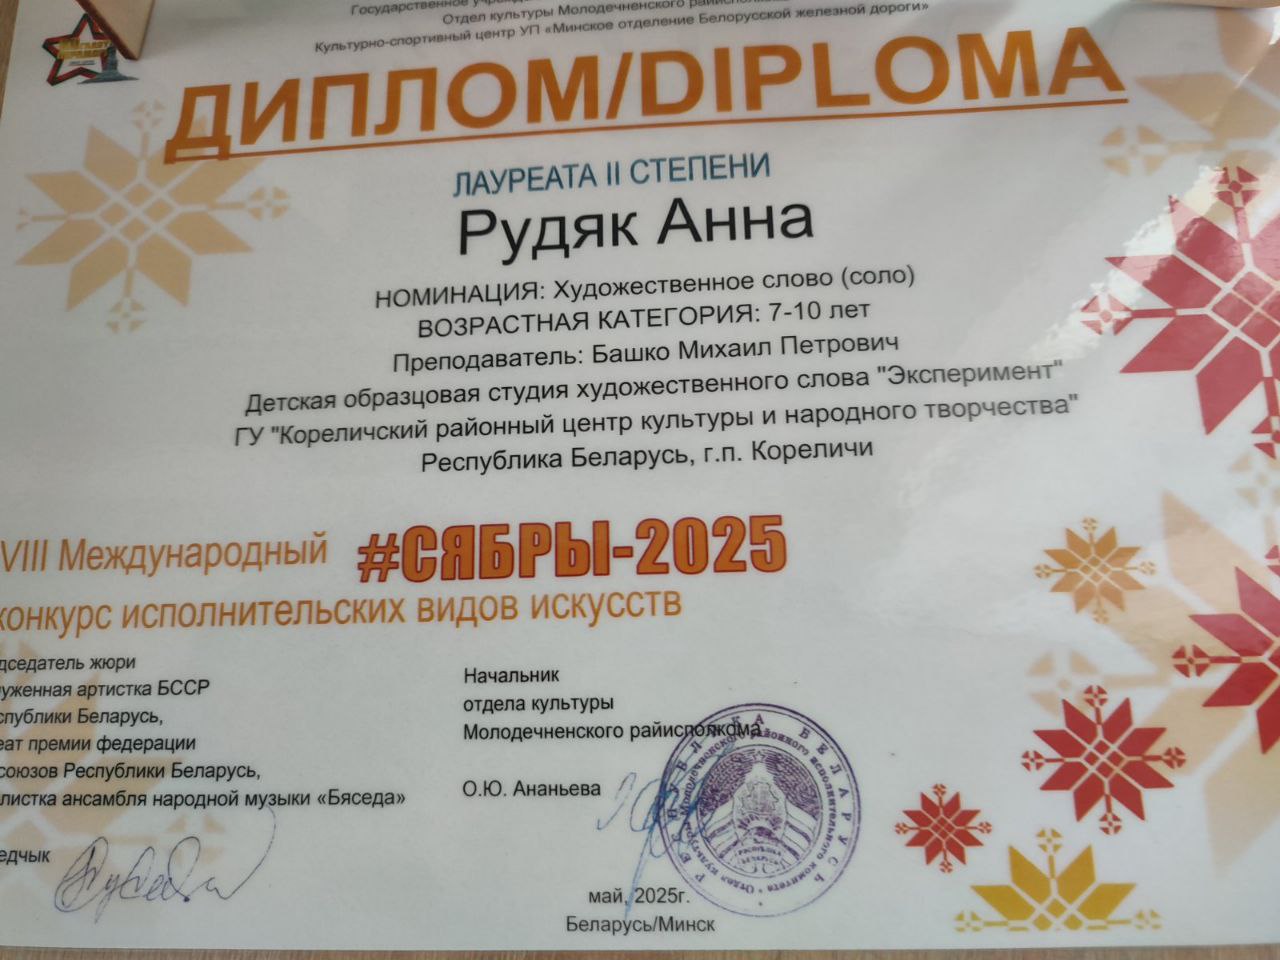 Государственное
Отдел культуры Молодечненского райисполкома
Культурно-спортивный центр УП «Минское отделение Белорусской железной дороги»
ДИПЛОМ/DIPLOMA
ЛАУРЕАТА II СТЕПЕНИ
Рудяк Анна
НОМИНАЦИЯ: Художественное слово (соло)
ВОЗРАСТНАЯ КАТЕГОРИЯ: 7-10 лет
Преподаватель: Башко Михаил Петрович
Детская образцовая студия художественного слова "Эксперимент"
ГУ "Кореличский районный центр культуры и народного творчества"
Республика Беларусь, г.п. Кореличи
VIII Международный #СЯБРЫ-2025
конкурс исполнительских видов искусств
дседатель жюри
уженная артистка БССР
спублики Беларусь,
еат премии федерации
союзов Республики Беларусь,
листка ансамбля народной музыки «Бяседа»
едчык
Начальник
отдела культуры
Молодечненского райисполкома
О.Ю. Ананьева
РЭСПУБЛІКА БЕЛАРУСЬ
май, 2025г.
Беларусь/Минск